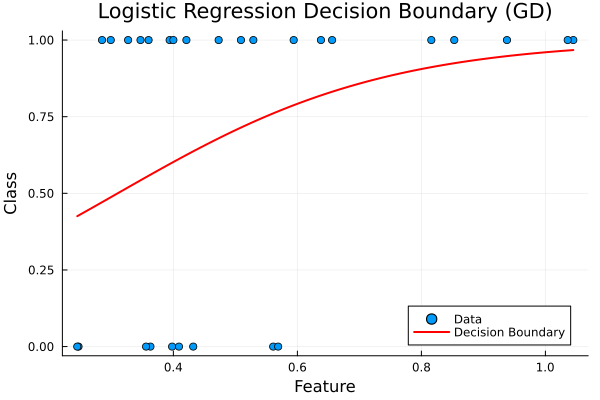 Logistic Regression Decision Boundary (GD)
1.00
0.75
0.50
0.25
0.00
Class
Data
Decision Boundary
0.4 0.6 0.8 1.0
Feature